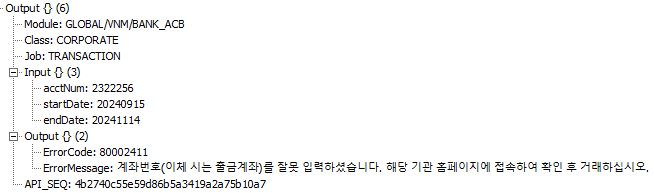 Output {} (6)
Module: GLOBAL/VNM/BANK_ACB
Class: CORPORATE
Job: TRANSACTION
Input {} (3)
acctNum: 2322256
startDate: 20240915
endDate: 20241114
Output {} (2)
ErrorCode: 80002411
ErrorMessage: 계좌번호(이체 시는 출금계좌)를 잘못 입력하셨습니다. 해당 기관 홈페이지에 접속하여 확인 후 거래하십시오.
API_SEQ: 4b2740c55e59d86b5a3419a2a75b10a7